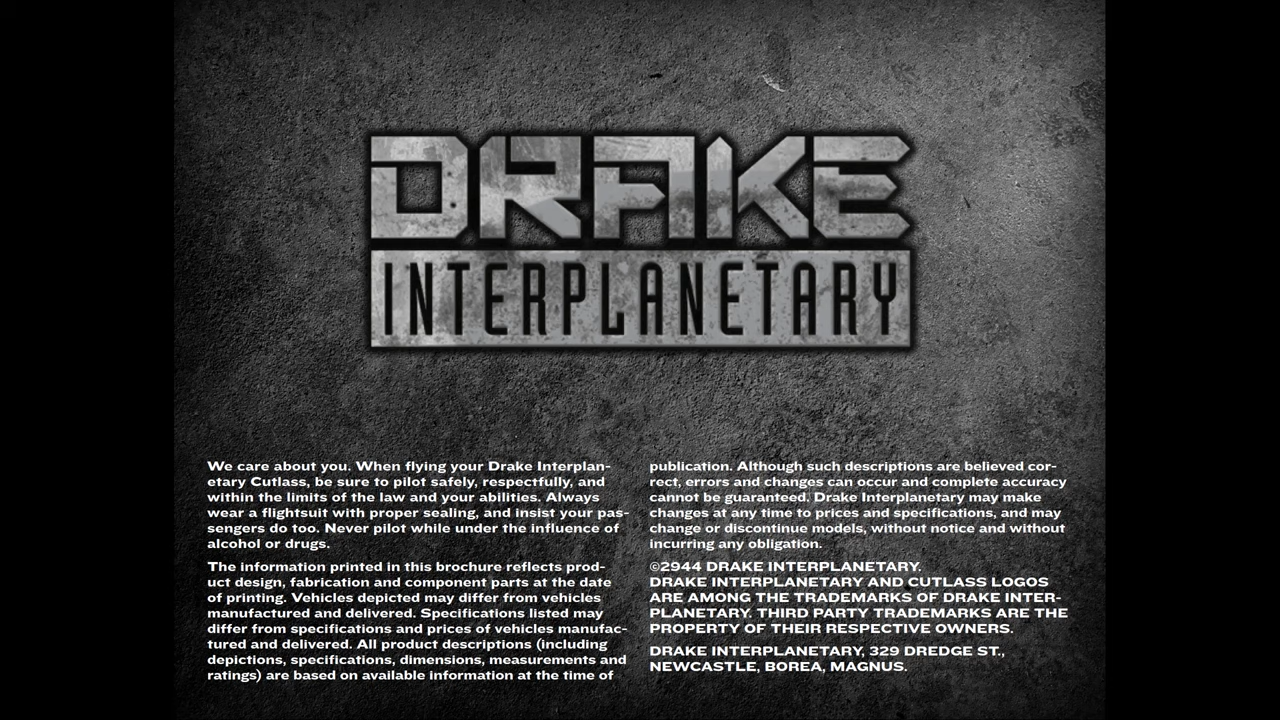 DRAKE
INTERPLANETARY
We care about you. When flying your Drake Interplan-
etary Cutlass, be sure to pilot safely, respectfully, and
within the limits of the law and your abilities. Always
wear a flightsuit with proper sealing, and insist your pas-
sengers do too. Never pilot while under the influence of
alcohol or drugs.
The information printed in this brochure reflects prod-
uct design, fabrication and component parts at the date
of printing. Vehicles depicted may differ from vehicles
manufactured and delivered. Specifications listed may
differ from specifications and prices of vehicles manufac-
tured and delivered. All product descriptions (including
depictions, specifications, dimensions, measurements and
ratings) are based on available information at the time of
publication. Although such descriptions are believed cor-
rect, errors and changes can occur and complete accuracy
cannot be guaranteed. Drake Interplanetary may make
changes at any time to prices and specifications, and may
change or discontinue models, without notice and without
incurring any obligation.
©2944 DRAKE INTERPLANETARY.
DRAKE INTERPLANETARY AND CUTLASS LOGOS
ARE AMONG THE TRADEMARKS OF DRAKE INTER-
PLANETARY. THIRD PARTY TRADEMARKS ARE THE
PROPERTY OF THEIR RESPECTIVE OWNERS.
DRAKE INTERPLANETARY, 329 DREDGE ST.,
NEWCASTLE, BOREA, MAGNUS.